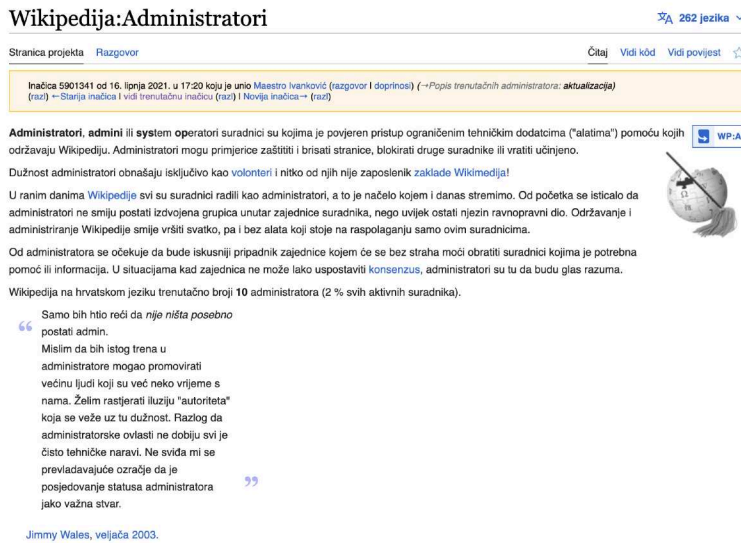 Wikipedija:Administratori
262 jezika
Stranica projekta Razgovor Čitaj Vidi kôd Vidi povijest
Inačica 5901341 od 16. lipnja 2021. u 17:20 koju je unio Maestro Ivanković (razgovor | doprinosi) (→Popis trenutačnih administratora: aktualizacija)
(razl) ←Starija inačica | vidi trenutačnu inačicu (razl) | Novija inačica→ (razl)
Administratori, admini ili system operatori suradnici su kojima je povjeren pristup ograničenim tehničkim dodatcima ("alatima") pomoću kojih
WP:A
održavaju Wikipediju. Administratori mogu primjerice zaštititi i brisati stranice, blokirati druge suradnike ili vratiti učinjeno.
Dužnost administratori obnašaju isključivo kao volonteri i nitko od njih nije zaposlenik zaklade Wikimedija!
U ranim danima Wikipedije svi su suradnici radili kao administratori, a to je načelo kojem i danas stremimo. Od početka se isticalo da
administratori ne smiju postati izdvojena grupica unutar zajednice suradnika, nego uvijek ostati njezin ravnopravni dio. Održavanje i
administriranje Wikipedije smije vršiti svatko, pa i bez alata koji stoje na raspolaganju samo ovim suradnicima.
Od administratora se očekuje da bude iskusniji pripadnik zajednice kojem će se bez straha moći obratiti suradnici kojima je potrebna
pomoć ili informacija. U situacijama kad zajednica ne može lako uspostaviti konsenzus, administratori su tu da budu glas razuma.
Wikipedija na hrvatskom jeziku trenutačno broji 10 administratora (2 % svih aktivnih suradnika).
“ Samo bih htio reći da nije ništa posebno
postati admin.
Mislim da bih istog trena u
administratore mogao promovirati
većinu ljudi koji su već neko vrijeme s
nama. Želim rastjerati iluziju "autoriteta"
koja se veže uz tu dužnost. Razlog da
administratorske ovlasti ne dobiju svi je
čisto tehničke naravi. Ne sviđa mi se
prevladavajuće ozračje da je
posjedovanje statusa administratora ”
jako važna stvar.
Jimmy Wales, veljača 2003.